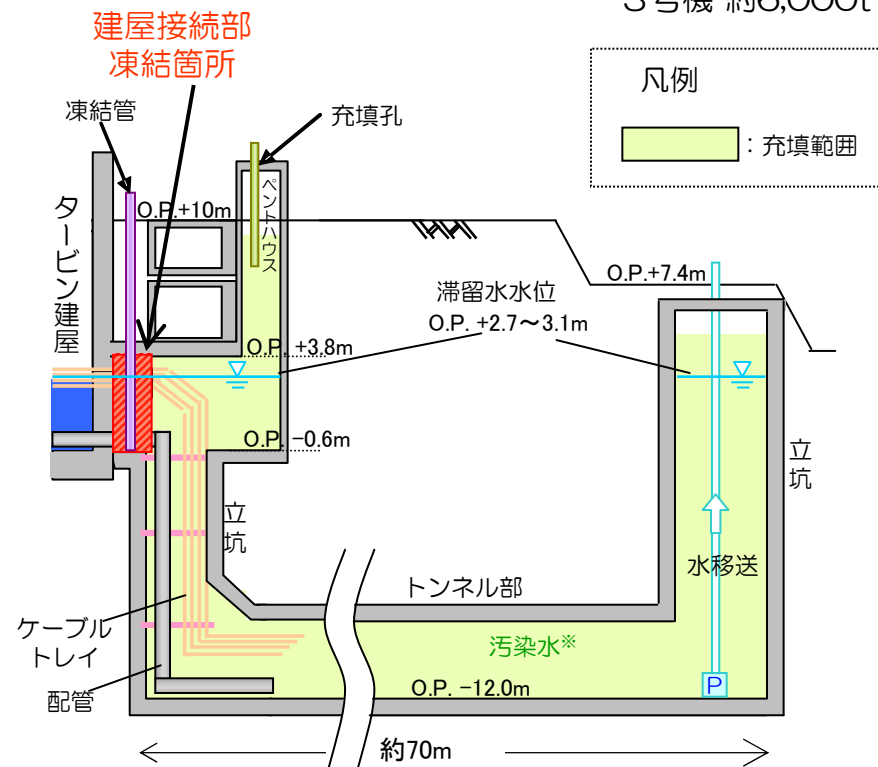 3号機 約6,000t
建屋接続部
凍結箇所
凡例
凍結管
充填孔
:充填範囲
タービン建屋
ペントハウス
O.P.+10m
O.P.+7.4m
滞留水水位
O.P. +2.7～3.1m
O.P. +3.8m
O.P. −0.6m
立坑
立坑
水移送
トンネル部
ケーブル
トレイ
汚染水※
配管
O.P. −12.0m
P
約70m